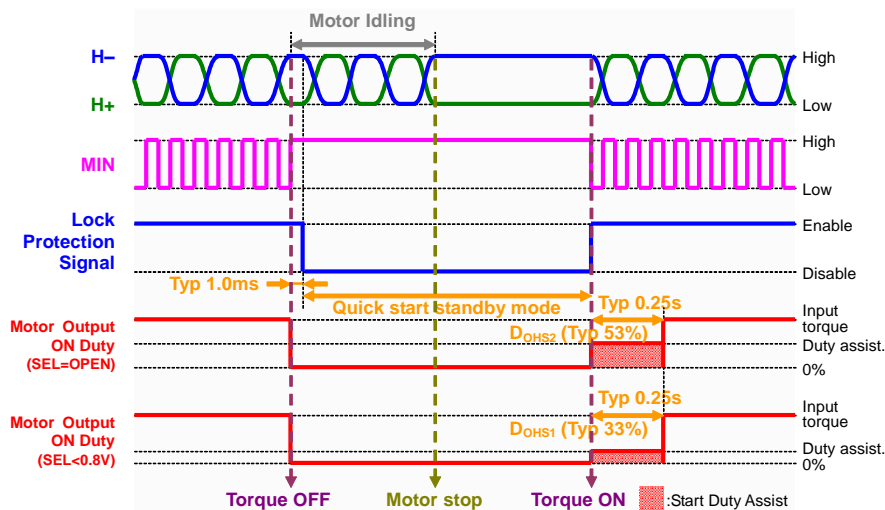 Motor Idling
H–
High
H+
Low
High
MIN
Low
Lock
Protection
Signal
Enable
Disable
Typ 1.0ms
Quick start standby mode
Typ 0.25s
Motor Output
ON Duty
(SEL=OPEN)
DOHS2 (Typ 53%)
Input
torque
Duty assist.
0%
Typ 0.25s
Motor Output
ON Duty
(SEL<0.8V)
DOHS1 (Typ 33%)
Input
torque
Duty assist.
0%
Torque OFF
Motor stop
Torque ON
:Start Duty Assist